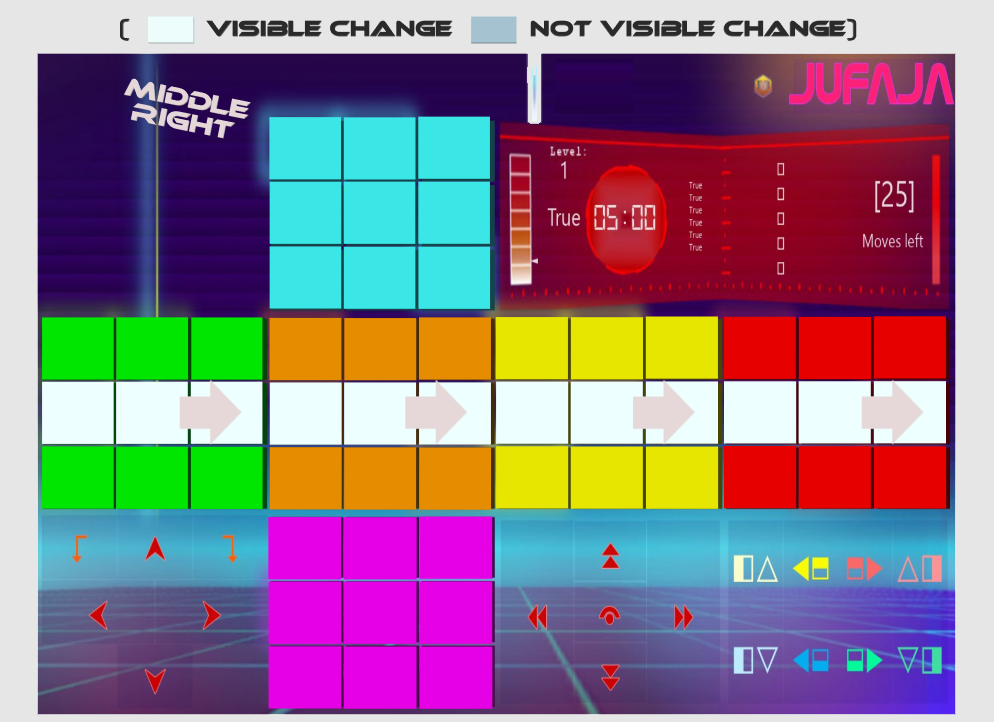 ( VISIBLE CHANGE NOT VISIBLE CHANGE)
MIDDLE
RIGHT
JUFAJA
Level:
1
True
05:00
True
True
True
True
True
True
[25]
Moves left